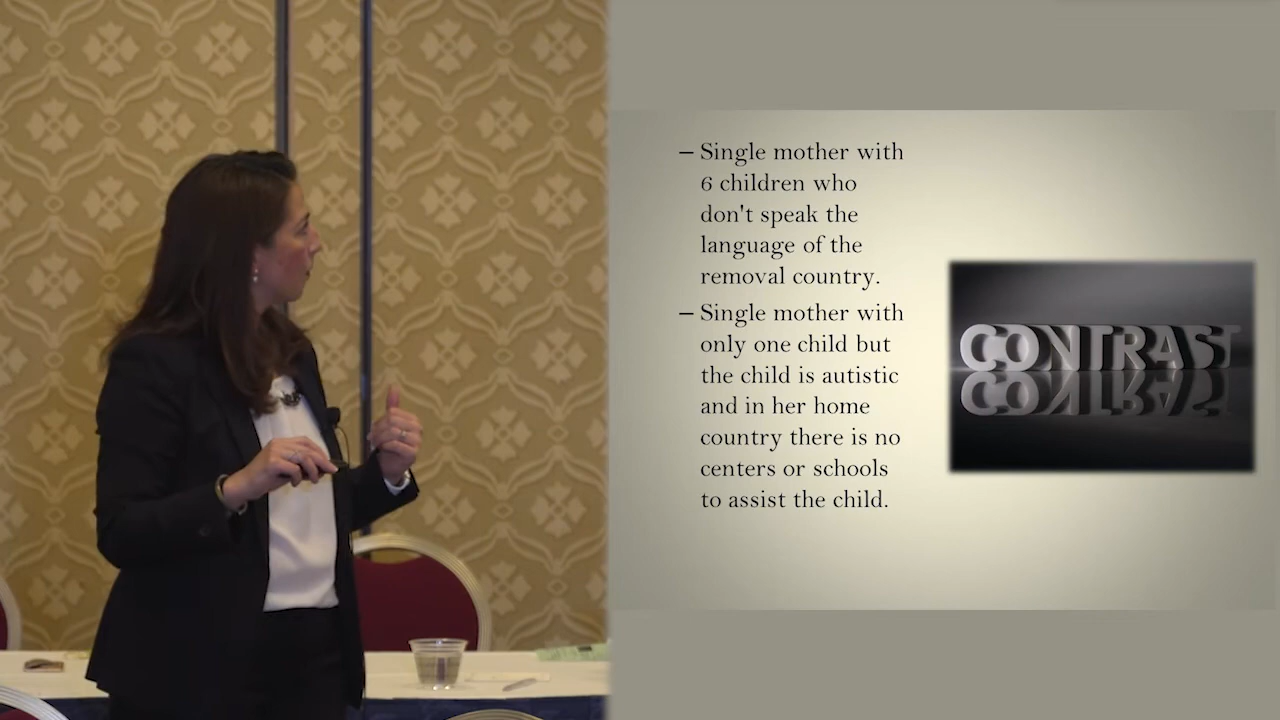 – Single mother with
6 children who
don't speak the
language of the
removal country.
– Single mother with
only one child but
the child is autistic
and in her home
country there is no
centers or schools
to assist the child.
CONTRAST